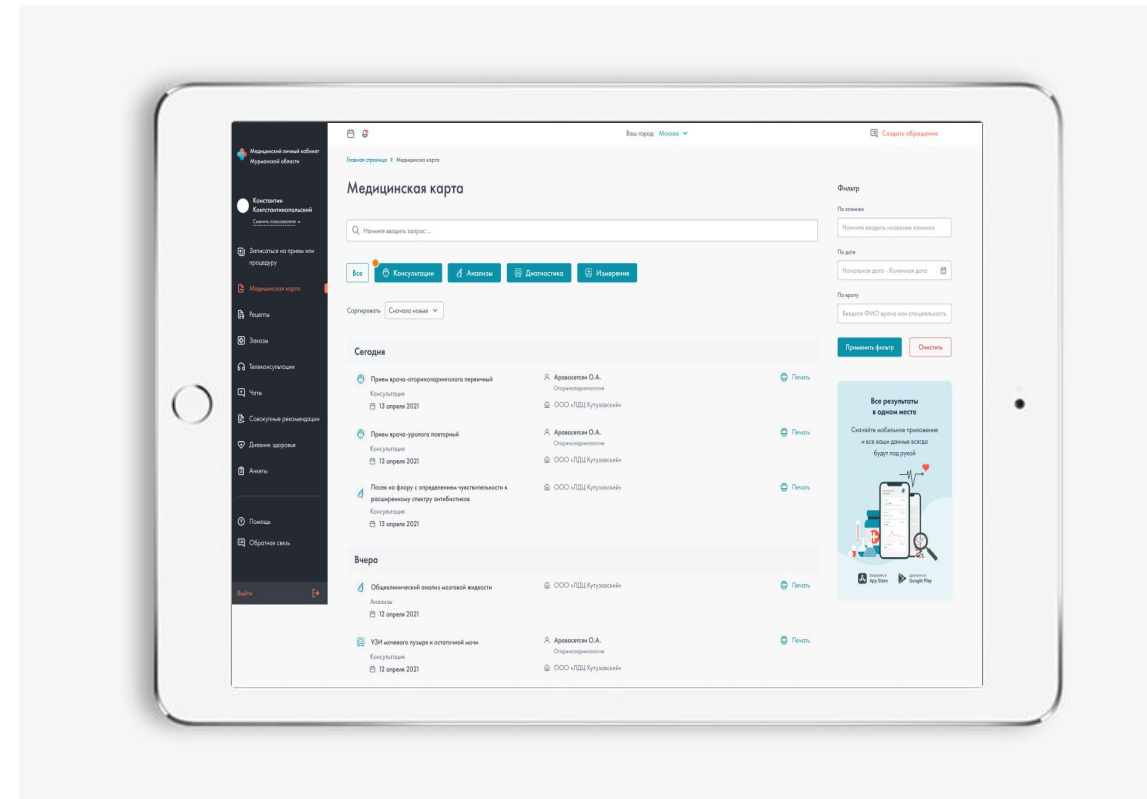 Медицинский личный кабинет
Мурманской области
Константин
Константинопольский
Сменить пользователя
Записаться на прием или
процедуру
Медицинская карта
Рецепты
Заказы
Телеконсультации
Чаты
Совокупные рекомендации
Дневник здоровья
Анкеты
Помощь
Обратная связь
Выйти
Ваш город: Москва
Создать обращение
Главная страница > Медицинска карта
Медицинская карта
Начните вводить запрос ...
Все
Консультации
Анализы
Диагностика
Измерения
Сортировать
Сначала новые
Сегодня
Прием врача-оториноларинголога первичный
Консультация
13 апреля 2021
Аравосетсян О.А.
Оториноларингология
ООО «ЛДЦ Кутузовский»
Печать
Прием врача-уролога повторный
Консультация
13 апреля 2021
Аравосетсян О.А.
Оториноларингология
ООО «ЛДЦ Кутузовский»
Печать
Посев на флору с определением чувствительности к
расширенному спектру антибиотиков
Консультация
13 апреля 2021
ООО «ЛДЦ Кутузовский»
Печать
Вчера
Общеклинический анализ мозговой жидкости
Анализы
12 апреля 2021
ООО «ЛДЦ Кутузовский»
Печать
УЗИ мочевого пузыря и остаточной мочи
Консультация
12 апреля 2021
Аравосетсян О.А.
Оториноларингология
ООО «ЛДЦ Кутузовский»
Печать
Фильтр
По клинике
Начните вводить название клиники
По дате
Начальная дата - Конечная дата
По врачу
Введите ФИО врача или специальность
Применить фильтр
Очистить
Все результаты
в одном месте
Скачайте мобильное приложение
и все ваши данные всегда
будут под рукой
Загрузите в
App Store
Доступно в
Google Play